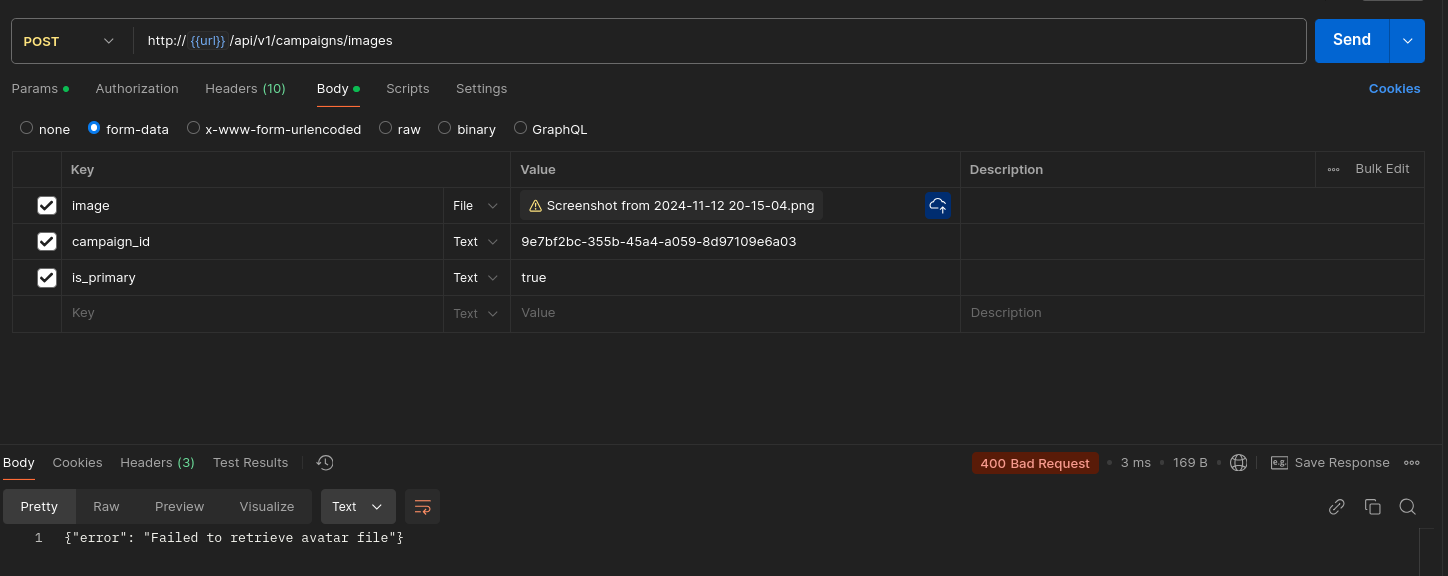 POST http://{{url}}/api/v1/campaigns/images Send
Params Authorization Headers (10) Body Scripts Settings Cookies
none form-data x-www-form-urlencoded raw binary GraphQL
Key Value Description Bulk Edit
image File Screenshot from 2024-11-12 20-15-04.png
campaign_id Text 9e7bf2bc-355b-45a4-a059-8d97109e6a03
is_primary Text true
Key Text Value Description
Body Cookies Headers (3) Test Results 400 Bad Request 3 ms 169 B e.g. Save Response
Pretty Raw Preview Visualize Text
1 {"error": "Failed to retrieve avatar file"}